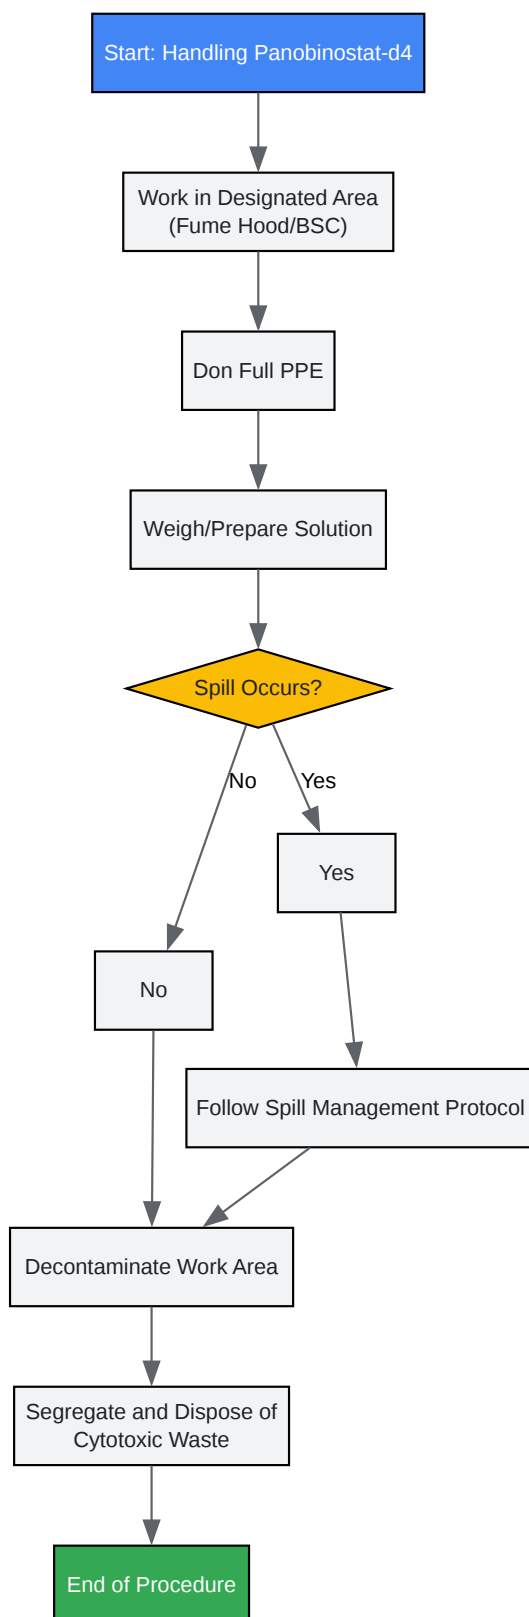 Start: Handling Panobinostat-d4
Work in Designated Area
(Fume Hood/BSC)
Don Full PPE
Weigh/Prepare Solution
Spill Occurs?
No
Yes
Yes
No
Follow Spill Management Protocol
Decontaminate Work Area
Segregate and Dispose of
Cytotoxic Waste
End of Procedure